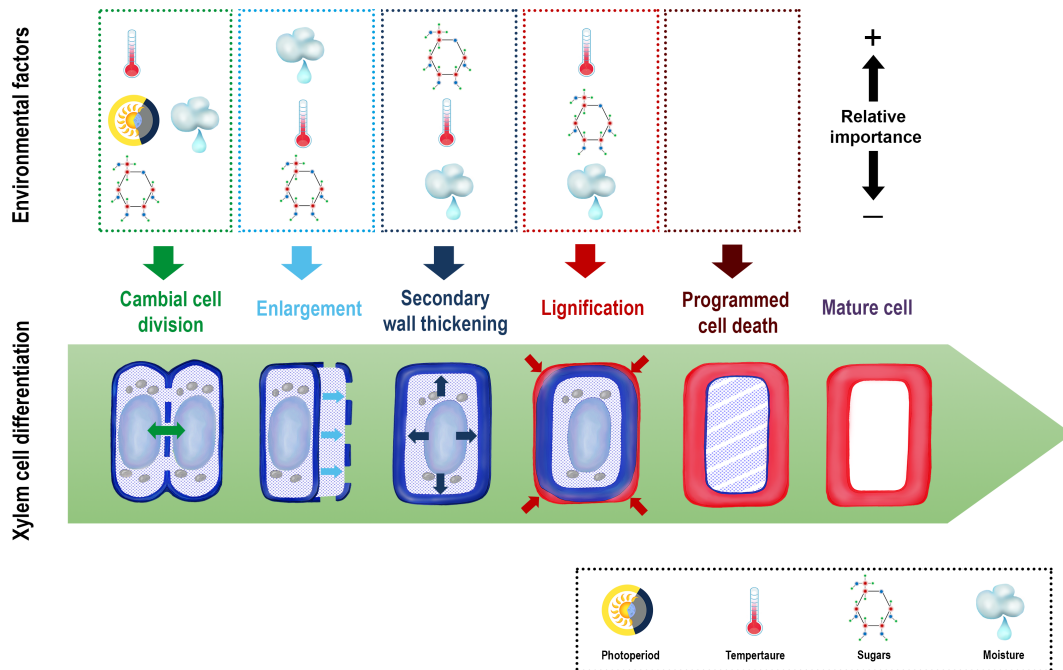 Environmental factors
+
Relative
importance
–
Cambial cell
division
Enlargement
Secondary
wall thickening
Lignification
Programmed
cell death
Mature cell
Xylem cell differentiation
Photoperiod
Tempertaure
Sugars
Moisture